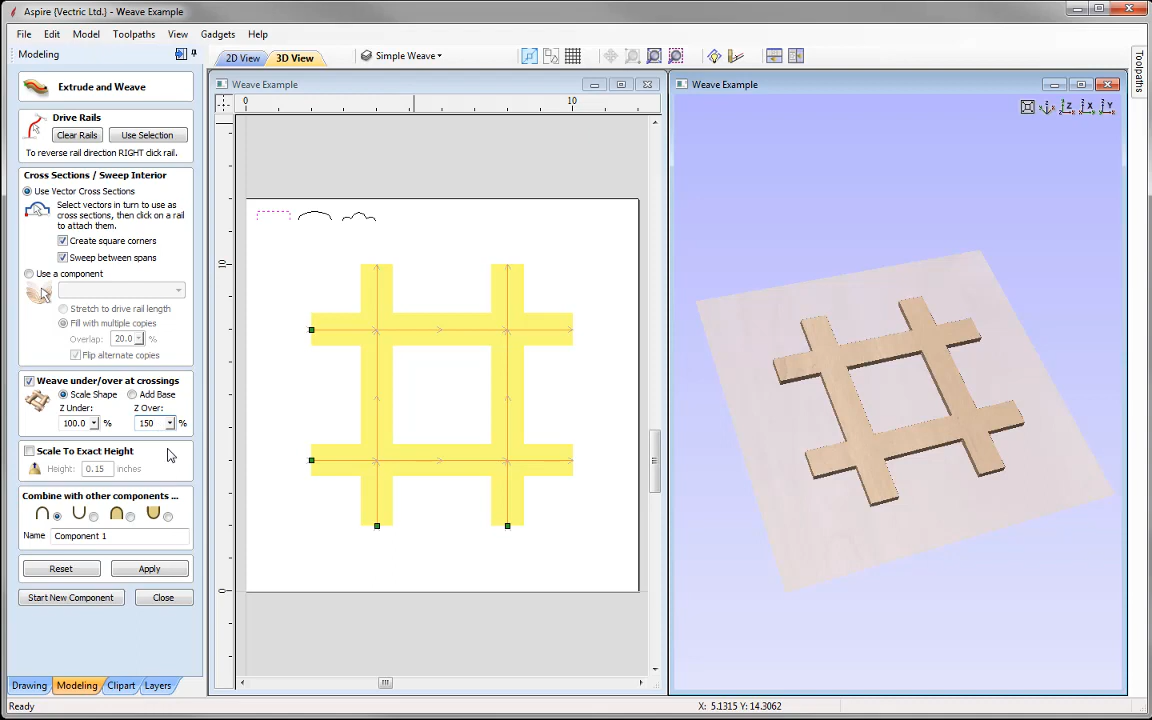 Aspire {Vectric Ltd.} - Weave Example
File Edit Model Toolpaths View Gadgets Help
Modeling
2D View 3D View Simple Weave
Toolpaths
Extrude and Weave
Drive Rails
Clear Rails Use Selection
To reverse rail direction RIGHT click rail.
Cross Sections / Sweep Interior
Use Vector Cross Sections
Select vectors in turn to use as
cross sections, then click on a rail
to attach them.
Create square corners
Sweep between spans
Use a component
Stretch to drive rail length
Fill with multiple copies
Overlap: 20.0 %
Flip alternate copies
Weave under/over at crossings
Scale Shape Add Base
Z Under: Z Over:
100.0 % 150 %
Scale To Exact Height
Height: 0.15 inches
Combine with other components ...
Name Component 1
Reset Apply
Start New Component Close
Drawing Modeling Clipart Layers
Weave Example
0 10
10
0
Weave Example
Z X Y
Ready X: 5.1315 Y: 14.3062